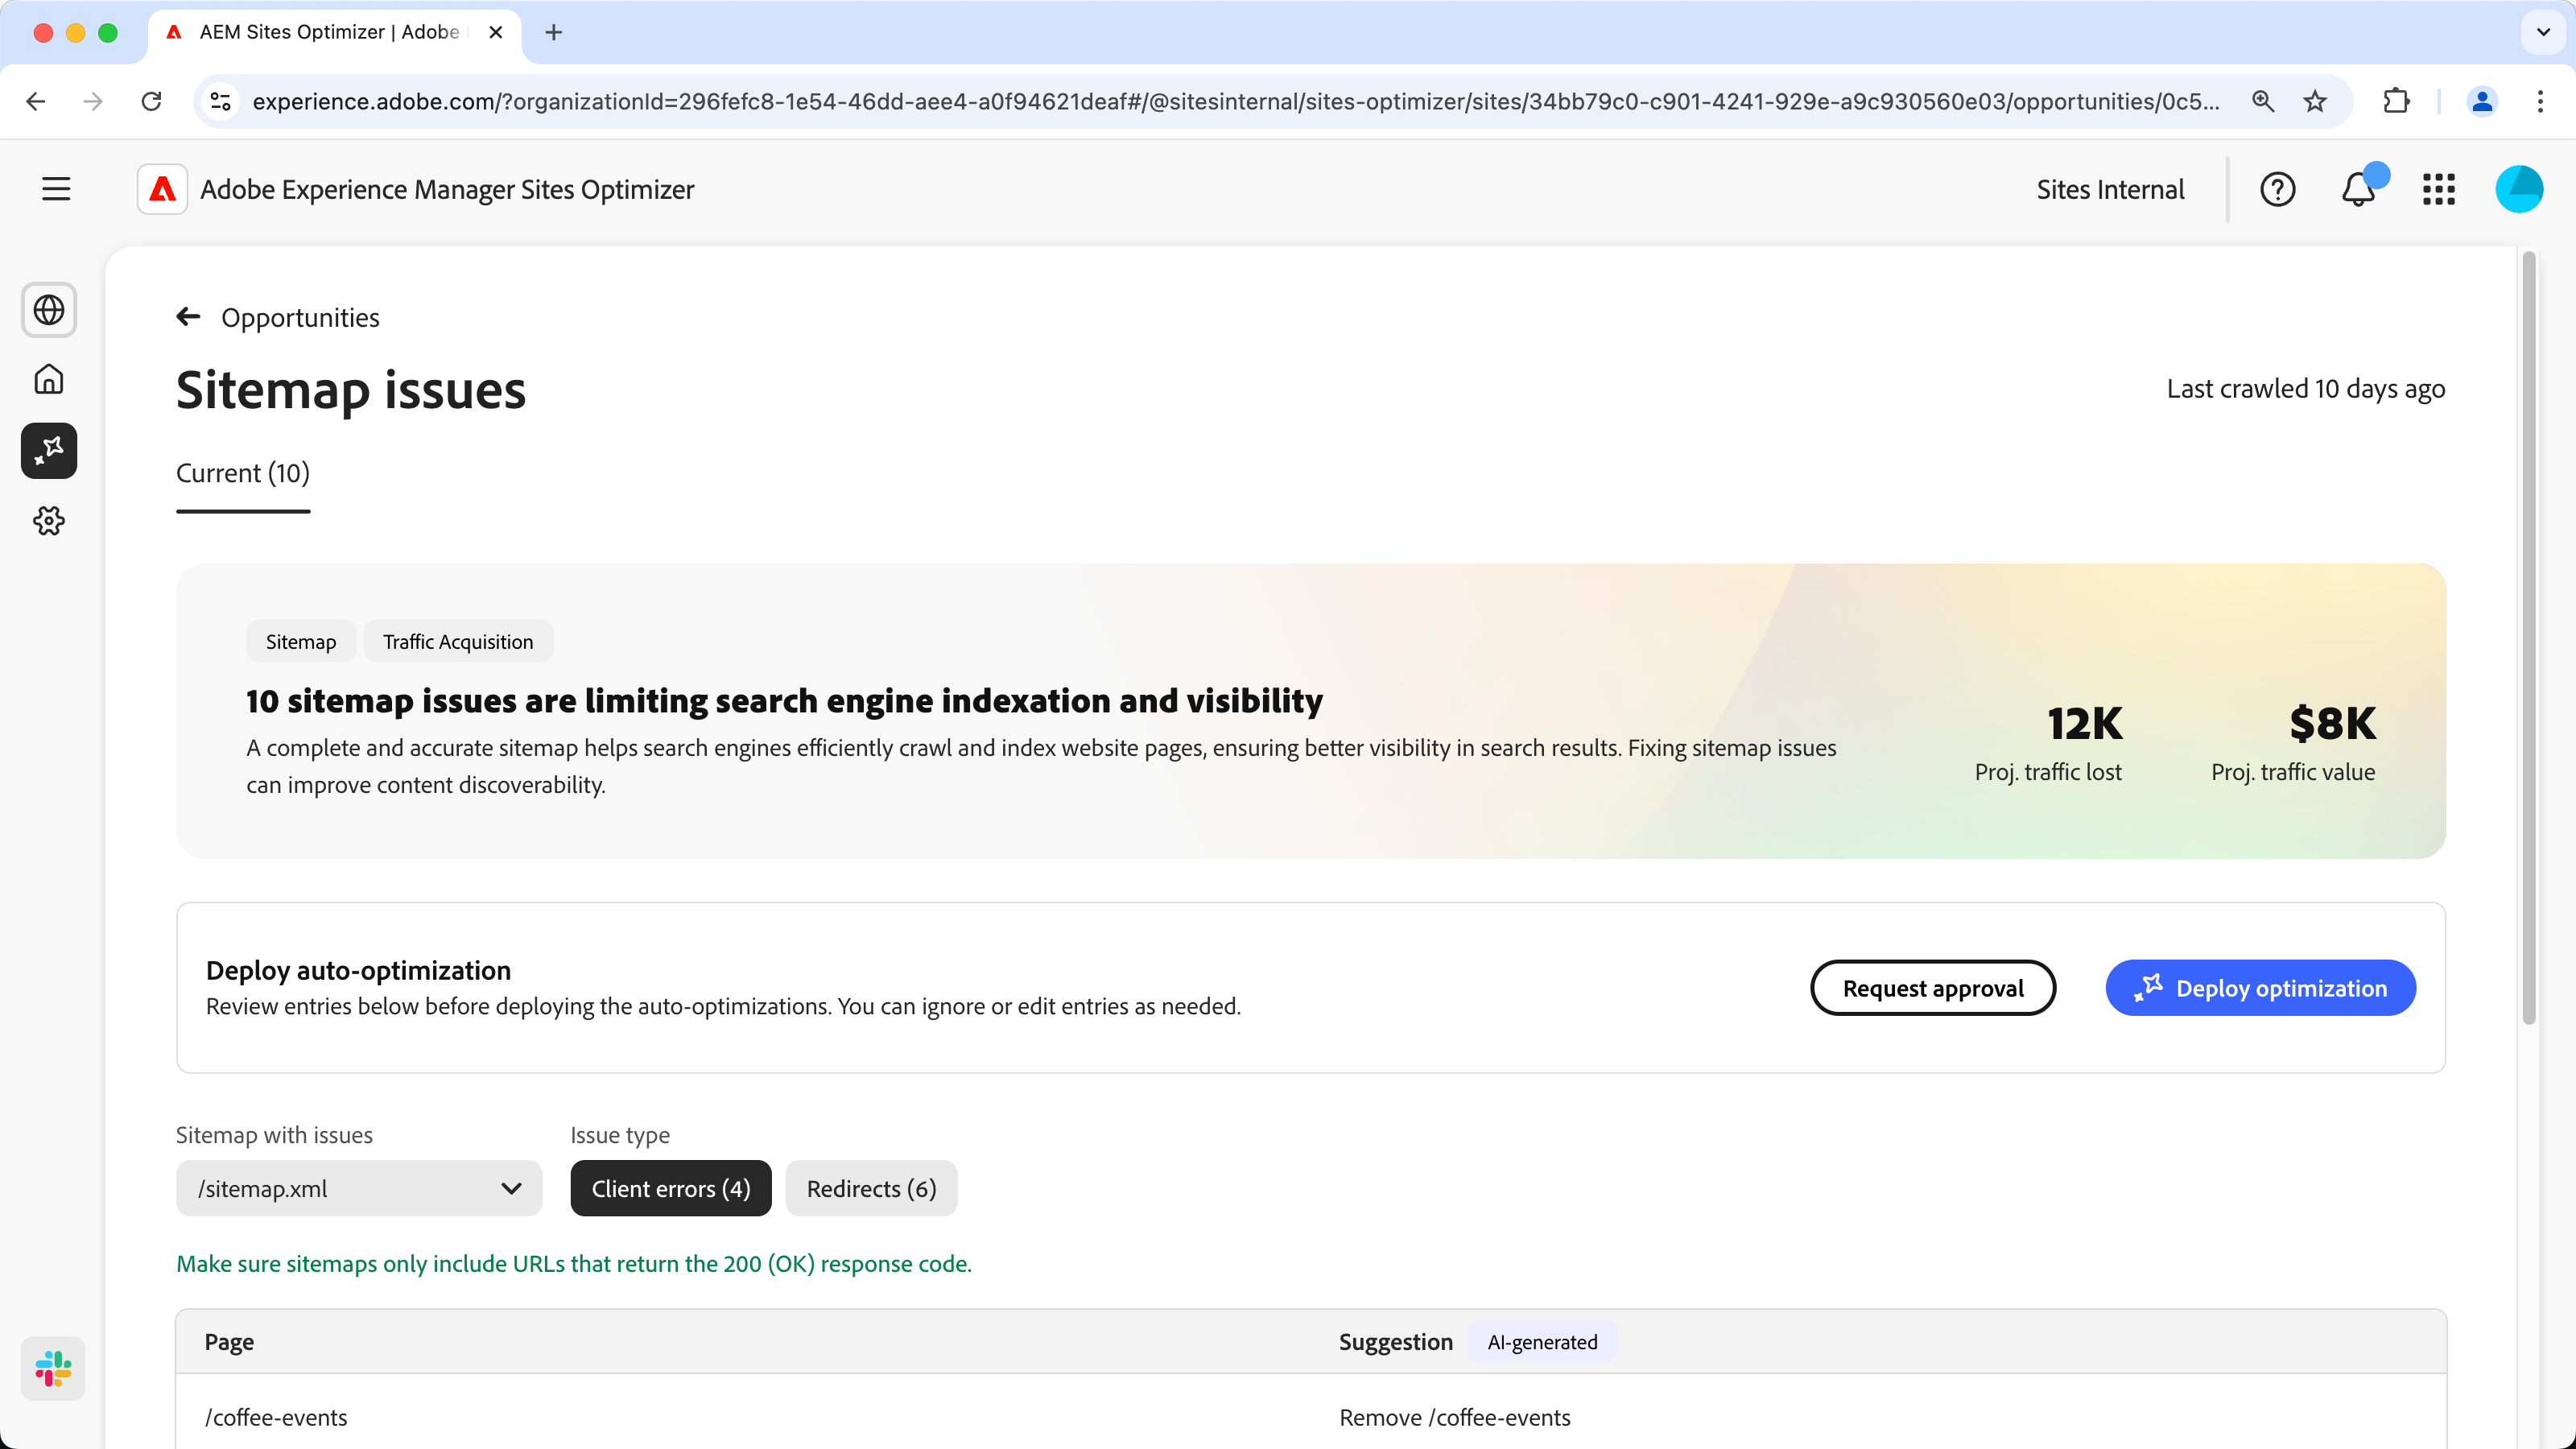 AEM Sites Optimizer | Adobe
experience.adobe.com/?organizationId=296fefc8-1e54-46dd-aee4-a0f94621deaf#/@sitesinternal/sites-optimizer/sites/34bb79c0-c901-4241-929e-a9c930560e03/opportunities/0c5...
Adobe Experience Manager Sites Optimizer
Sites Internal
Opportunities
Sitemap issues
Last crawled 10 days ago
Current (10)
Sitemap
Traffic Acquisition
10 sitemap issues are limiting search engine indexation and visibility
A complete and accurate sitemap helps search engines efficiently crawl and index website pages, ensuring better visibility in search results. Fixing sitemap issues
can improve content discoverability.
12K
Proj. traffic lost
$8K
Proj. traffic value
Deploy auto-optimization
Review entries below before deploying the auto-optimizations. You can ignore or edit entries as needed.
Request approval
Deploy optimization
Sitemap with issues
Issue type
/sitemap.xml
Client errors (4)
Redirects (6)
Make sure sitemaps only include URLs that return the 200 (OK) response code.
Page
Suggestion
AI-generated
/coffee-events
Remove /coffee-events